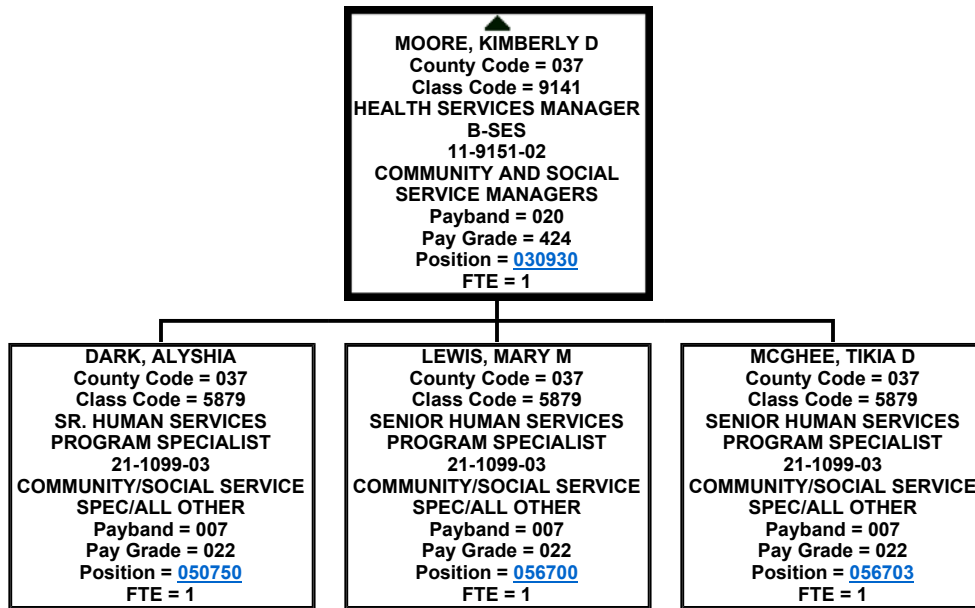 MOORE, KIMBERLY D
County Code = 037
Class Code = 9141
HEALTH SERVICES MANAGER
B-SES
11-9151-02
COMMUNITY AND SOCIAL
SERVICE MANAGERS
Payband = 020
Pay Grade = 424
Position = 030930
FTE = 1
DARK, ALYSHIA
County Code = 037
Class Code = 5879
SR. HUMAN SERVICES
PROGRAM SPECIALIST
21-1099-03
COMMUNITY/SOCIAL SERVICE
SPEC/ALL OTHER
Payband = 007
Pay Grade = 022
Position = 050750
FTE = 1
LEWIS, MARY M
County Code = 037
Class Code = 5879
SENIOR HUMAN SERVICES
PROGRAM SPECIALIST
21-1099-03
COMMUNITY/SOCIAL SERVICE
SPEC/ALL OTHER
Payband = 007
Pay Grade = 022
Position = 056700
FTE = 1
MCGHEE, TIKIA D
County Code = 037
Class Code = 5879
SENIOR HUMAN SERVICES
PROGRAM SPECIALIST
21-1099-03
COMMUNITY/SOCIAL SERVICE
SPEC/ALL OTHER
Payband = 007
Pay Grade = 022
Position = 056703
FTE = 1